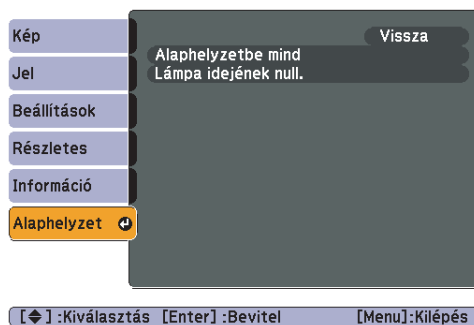 Kép
Jel
Beállítások
Részletes
Információ
Alaphelyzet
Vissza
Alaphelyzetbe mind
Lámpa idejének null.
[◆] :Kiválasztás [Enter] :Bevitel [Menu]:Kilépés